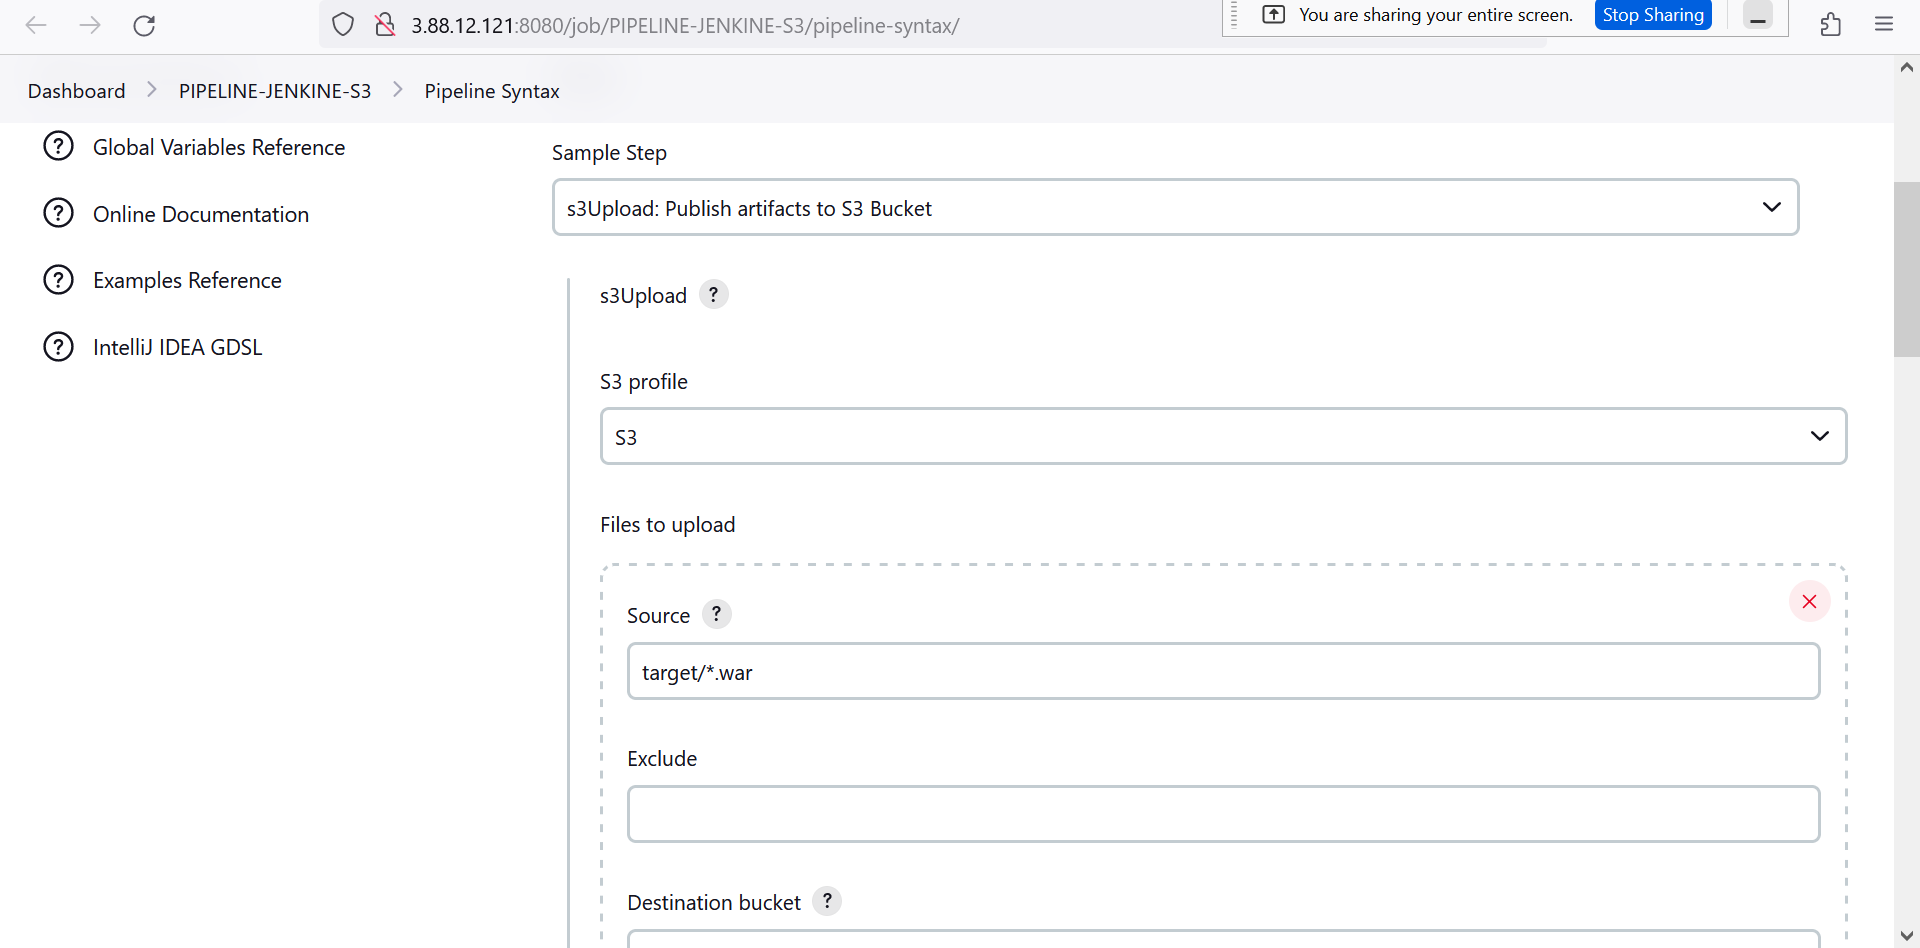 3.88.12.121:8080/job/PIPELINE-JENKINE-S3/pipeline-syntax/
You are sharing your entire screen.
Stop Sharing
Dashboard
PIPELINE-JENKINE-S3
Pipeline Syntax
? Global Variables Reference
? Online Documentation
? Examples Reference
? IntelliJ IDEA GDSL
Sample Step
s3Upload: Publish artifacts to S3 Bucket
s3Upload ?
S3 profile
S3
Files to upload
Source ?
target/*.war
Exclude
Destination bucket ?